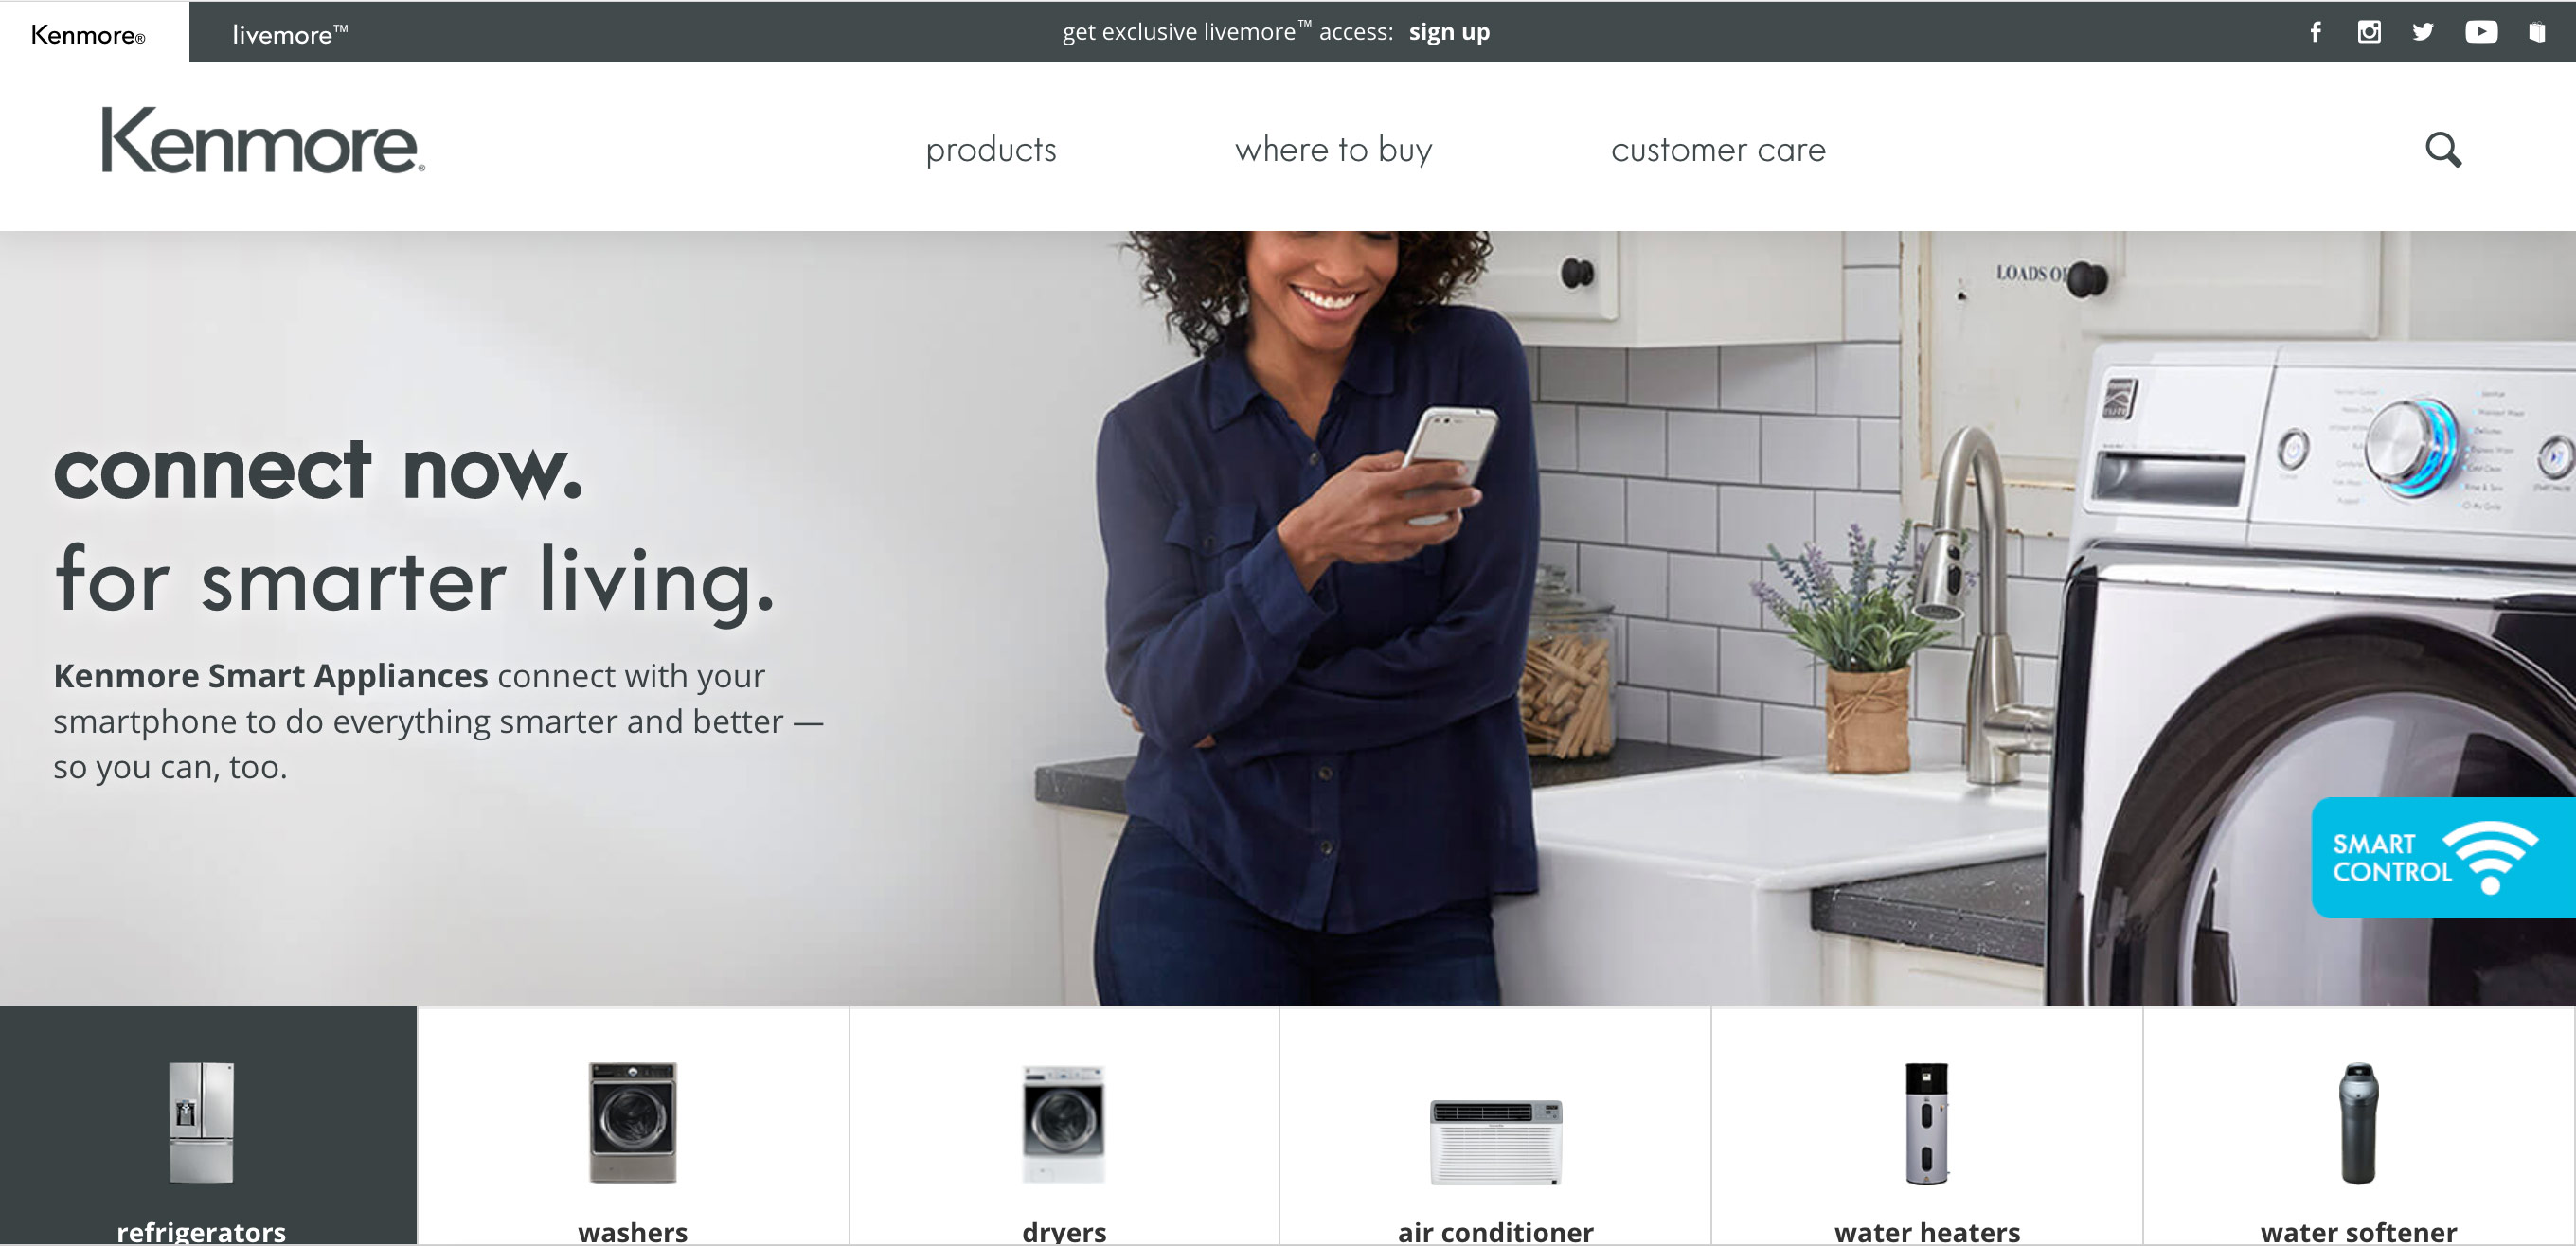 Kenmore®
livemore™
get exclusive livemore™ access: sign up
Kenmore®
products
where to buy
customer care
LOADS OF
connect now.
for smarter living.
Kenmore Smart Appliances connect with your
smartphone to do everything smarter and better —
so you can, too.
SMART
CONTROL
refrigerators
washers
dryers
air conditioner
water heaters
water softener